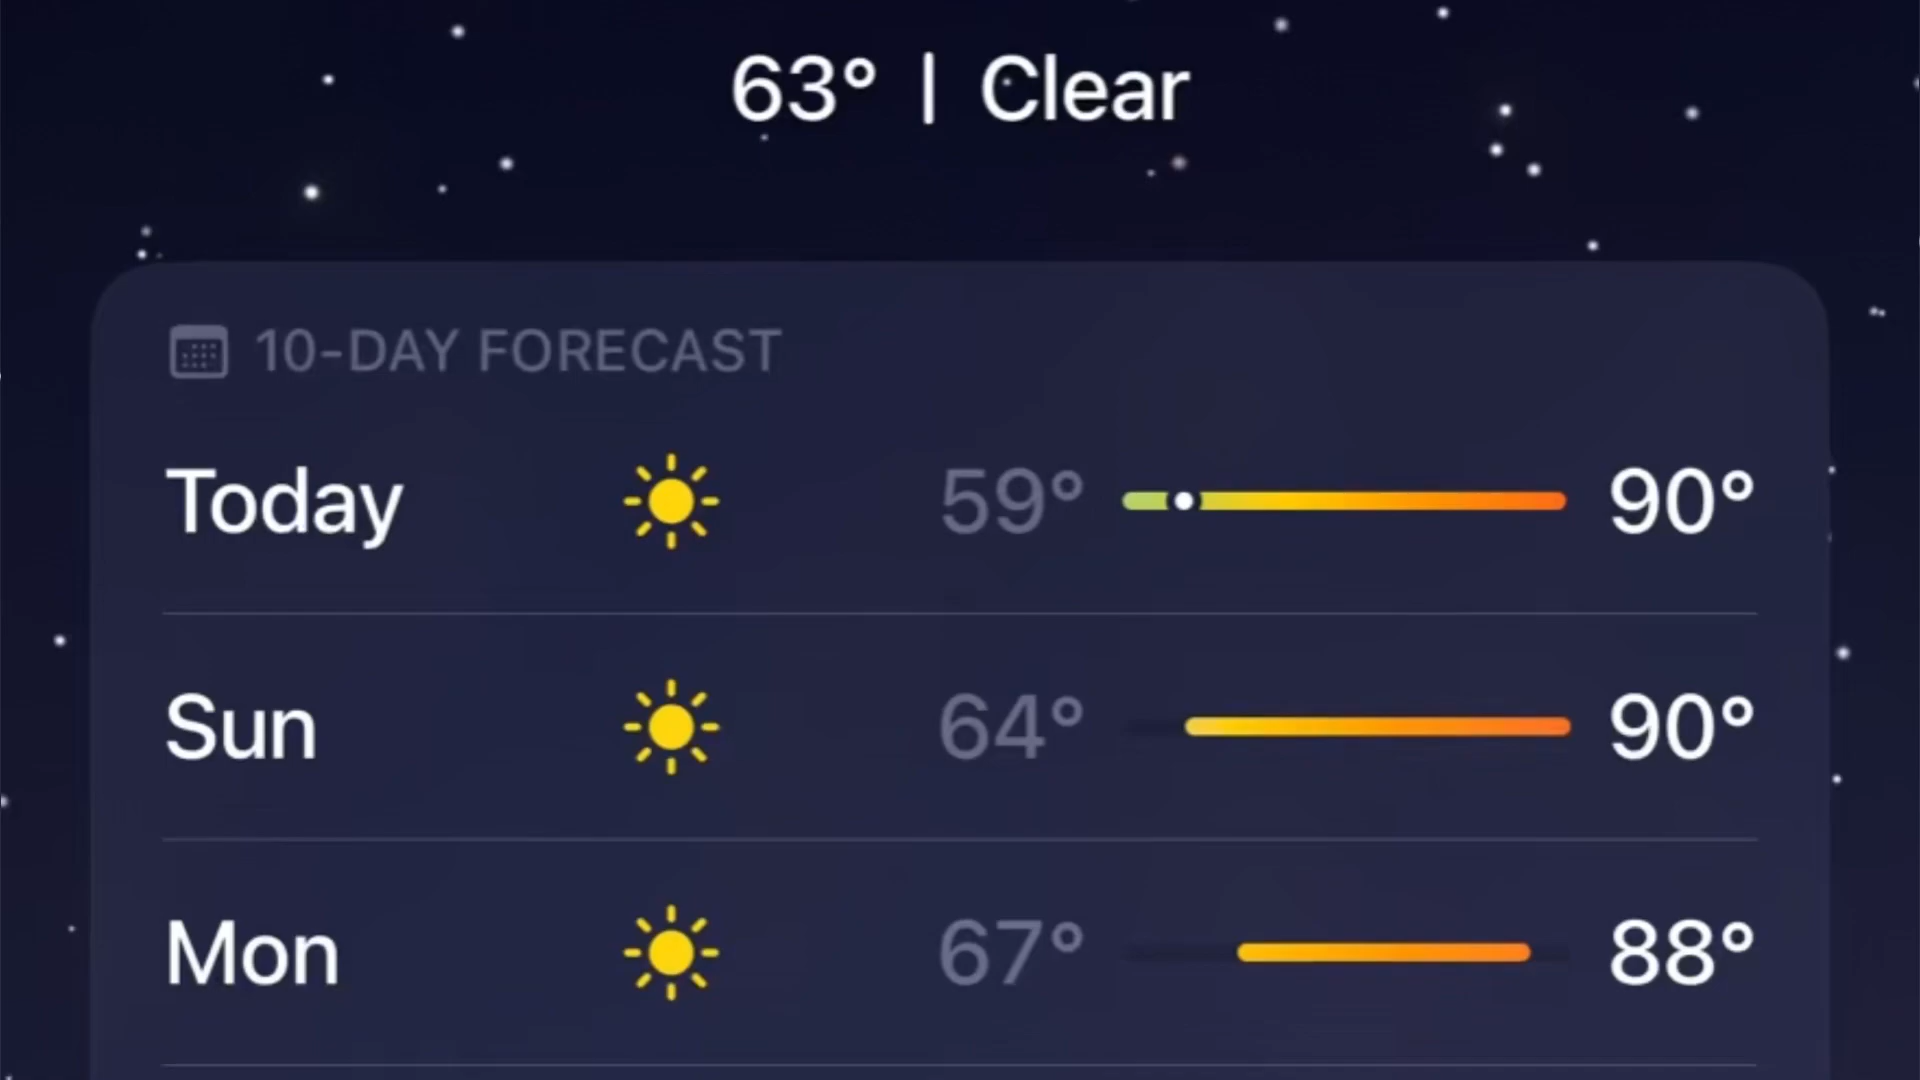 63° | Clear
10-DAY FORECAST
Today 59° 90°
Sun 64° 90°
Mon 67° 88°